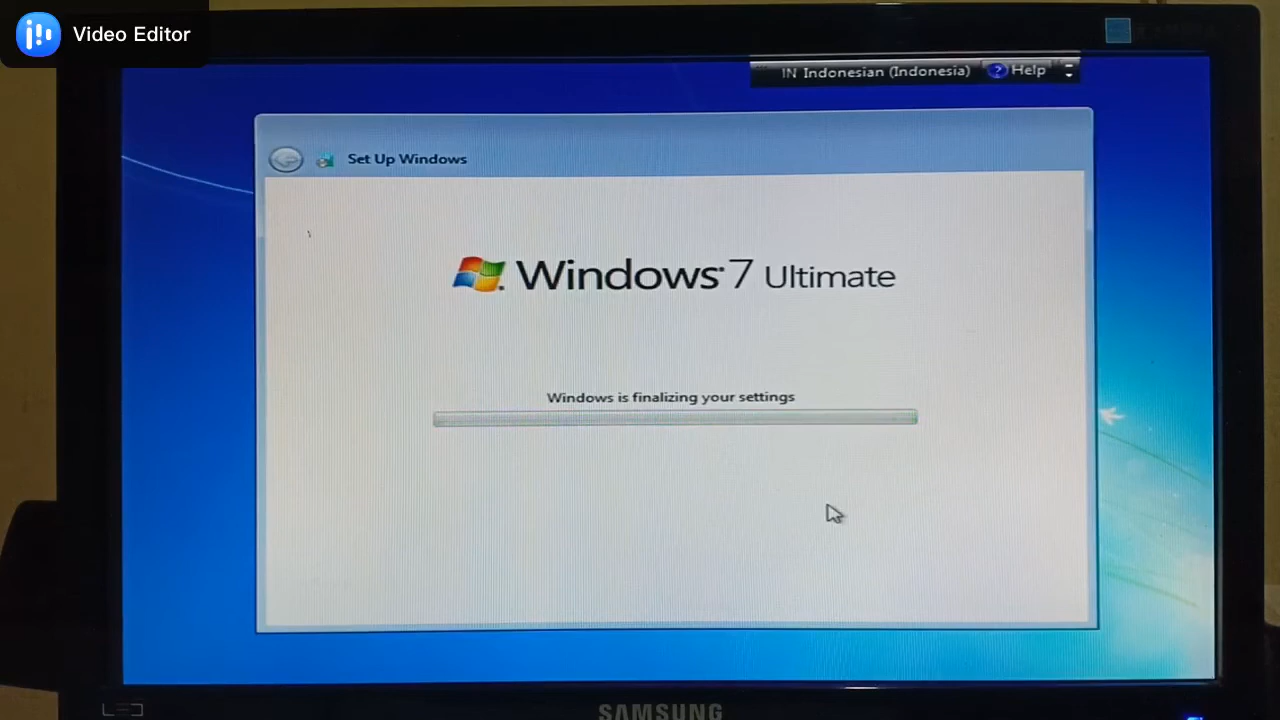 Video Editor
IN Indonesian (Indonesia) ? Help
Set Up Windows
Windows 7 Ultimate
Windows is finalizing your settings
SAMSUNG